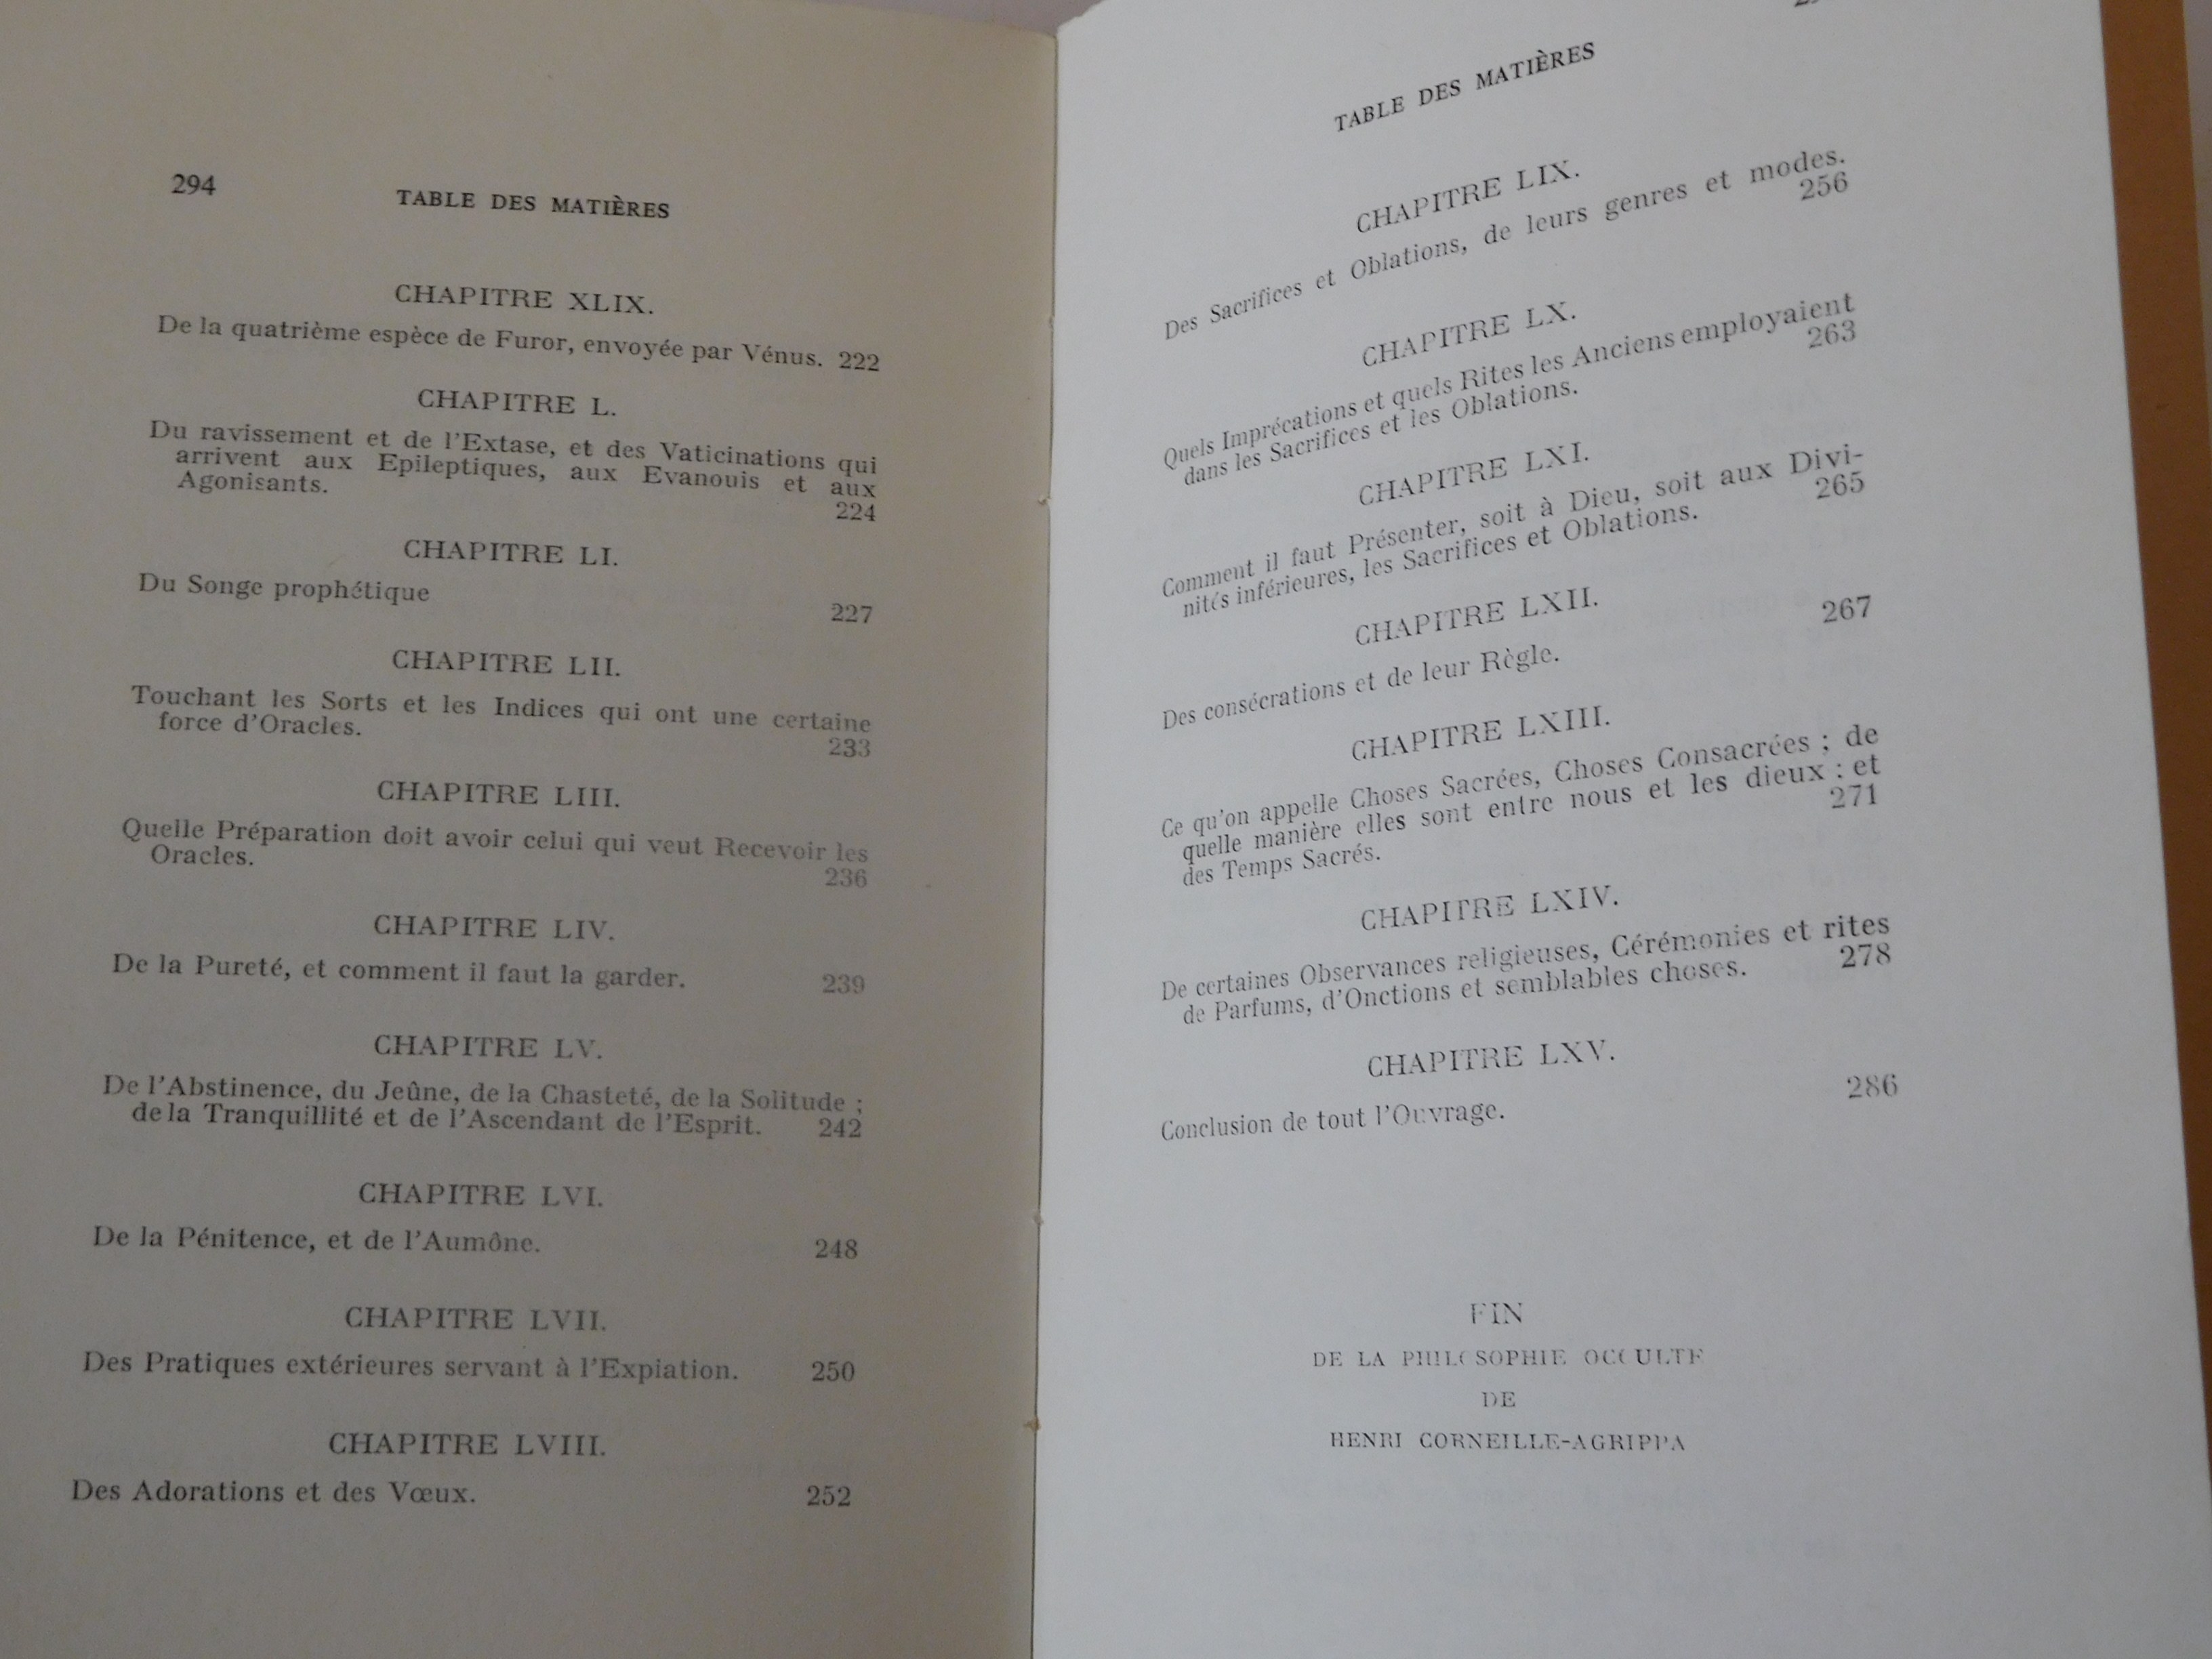 294
TABLE DES MATIÈRES
CHAPITRE XLIX.
De la quatrième espèce de Furor, envoyée par Vénus. 222
CHAPITRE L.
Du ravissement et de l'Extase, et des Vaticinations qui
arrivent aux Epileptiques, aux Evanouis et aux
Agonisants.
224
CHAPITRE LI.
Du Songe prophétique
227
CHAPITRE LII.
Touchant les Sorts et les Indices qui ont une certaine
force d'Oracles.
233
CHAPITRE LIII.
Quelle Préparation doit avoir celui qui veut Recevoir les
Oracles.
236
CHAPITRE LIV.
De la Pureté, et comment il faut la garder. 239
CHAPITRE LV.
De l'Abstinence, du Jeûne, de la Chasteté, de la Solitude ;
de la Tranquillité et de l'Ascendant de l'Esprit. 242
CHAPITRE LVI.
De la Pénitence, et de l'Aumône. 248
CHAPITRE LVII.
Des Pratiques extérieures servant à l'Expiation. 250
CHAPITRE LVIII.
Des Adorations et des Vœux. 252
TABLE DES MATIÈRES
CHAPITRE LIX.
Des Sacrifices et Oblations, de leurs genres et modes.
256
CHAPITRE LX.
Quels Imprécations et quels Rites les Anciens employaient
dans les Sacrifices et les Oblations. 263
CHAPITRE LXI.
Comment il faut Présenter, soit à Dieu, soit aux Divi-
nités inférieures, les Sacrifices et Oblations. 265
CHAPITRE LXII.
Des consécrations et de leur Règle. 267
CHAPITRE LXIII.
Ce qu'on appelle Choses Sacrées, Choses Consacrées ; de
quelle manière elles sont entre nous et les dieux : et
des Temps Sacrés. 271
CHAPITRE LXIV.
De certaines Observances religieuses, Cérémonies et rites
de Parfums, d'Onctions et semblables choses. 278
CHAPITRE LXV.
Conclusion de tout l'Ouvrage. 286
FIN
DE LA PHILOSOPHIE OCCULTE
DE
HENRI CORNEILLE-AGRIPPA